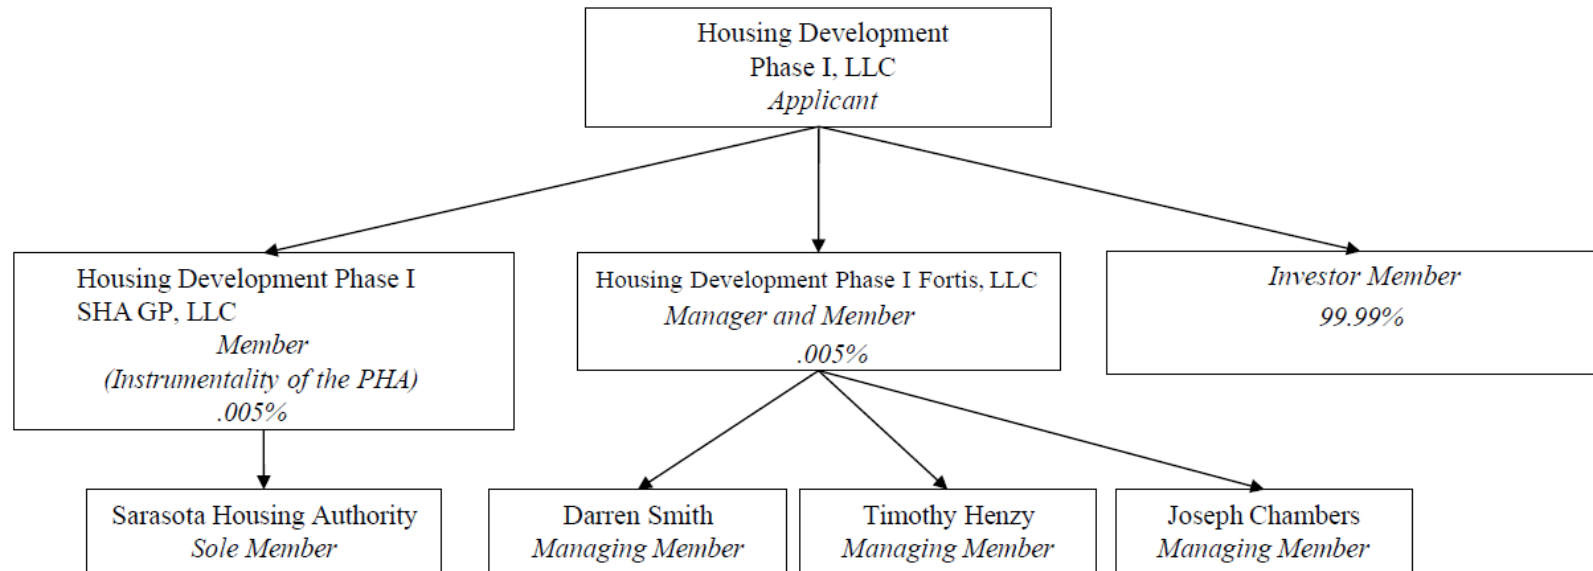 Housing Development
Phase I, LLC
Applicant
Housing Development Phase I
SHA GP, LLC
Member
(Instrumentality of the PHA)
.005%
Housing Development Phase I Fortis, LLC
Manager and Member
.005%
Investor Member
99.99%
Sarasota Housing Authority
Sole Member
Darren Smith
Managing Member
Timothy Henzy
Managing Member
Joseph Chambers
Managing Member